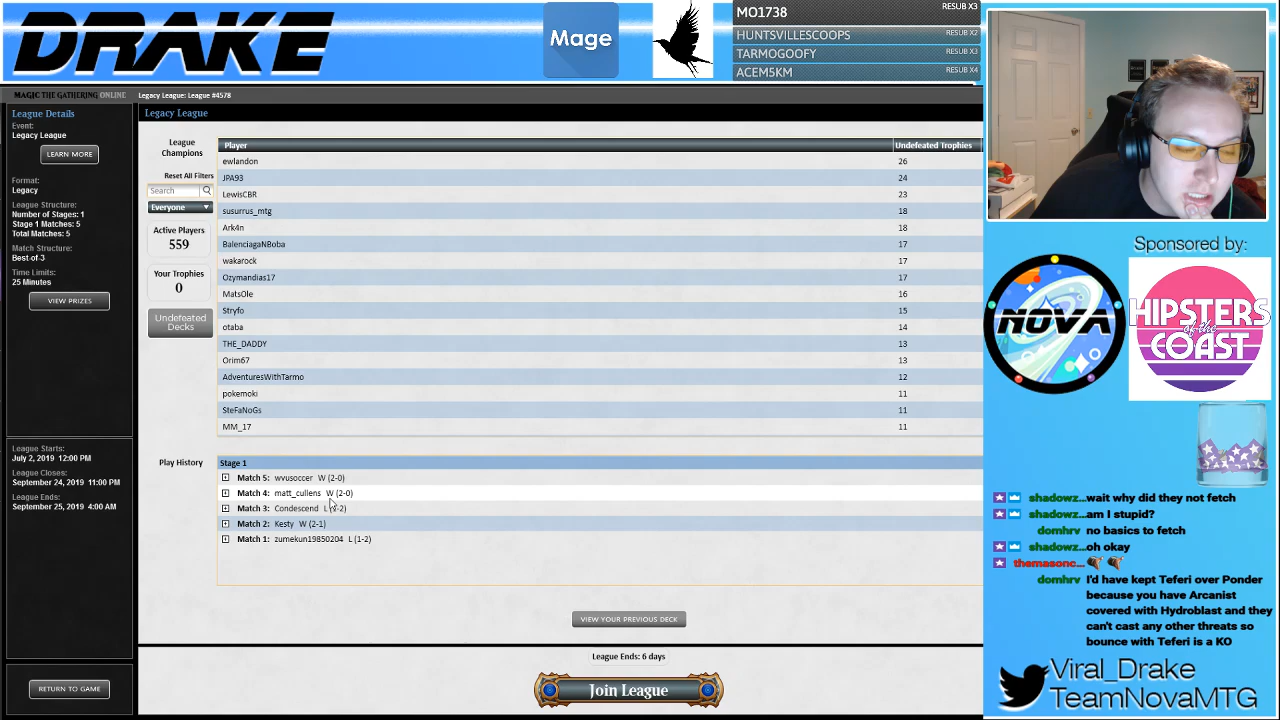 DRAKE
Mage
MO1738 RESUB X3
HUNTSVILLESCOOPS RESUB X2
TARMOGOOFY RESUB X3
ACEM5KM RESUB X4
MAGIC THE GATHERING ONLINE
Legacy League: League #4578
League Details
Event:
Legacy League
LEARN MORE
Format:
Legacy
League Structure:
Number of Stages: 1
Stage 1 Matches: 5
Total Matches: 5
Match Structure:
Best-of-3
Time Limits:
25 Minutes
VIEW PRIZES
League Starts:
July 2, 2019 12:00 PM
League Closes:
September 24, 2019 11:00 PM
League Ends:
September 25, 2019 4:00 AM
RETURN TO GAME
Legacy League
League
Champions
Reset All Filters
Search
Everyone
Active Players
559
Your Trophies
0
Undefeated
Decks
Player Undefeated Trophies
ewlandon 26
JPA93 24
LewisCBR 23
susurrus_mtg 18
Ark4n 18
BalenciagaNBoba 17
wakarock 17
Ozymandias17 17
MatsOle 16
Stryfo 15
otaba 14
THE_DADDY 13
Orim67 13
AdventuresWithTarmo 12
pokemoki 11
SteFaNoGs 11
MM_17 11
Play History
Stage 1
Match 5: wvusoccer W (2-0)
Match 4: matt_cullens W (2-0)
Match 3: Condescend L -2)
Match 2: Kesty W (2-1)
Match 1: zumekun19850204 L (1-2)
VIEW YOUR PREVIOUS DECK
League Ends: 6 days
Join League
Sponsored by:
NOVA
HIPSTERS
of the
COAST
shadowz... wait why did they not fetch
shadowz... am I stupid?
domhrv no basics to fetch
shadowz... oh okay
themasonc...
domhrv I'd have kept Teferi over Ponder
because you have Arcanist
covered with Hydroblast and they
can't cast any other threats so
bounce with Teferi is a KO
Viral_Drake
TeamNovaMTG